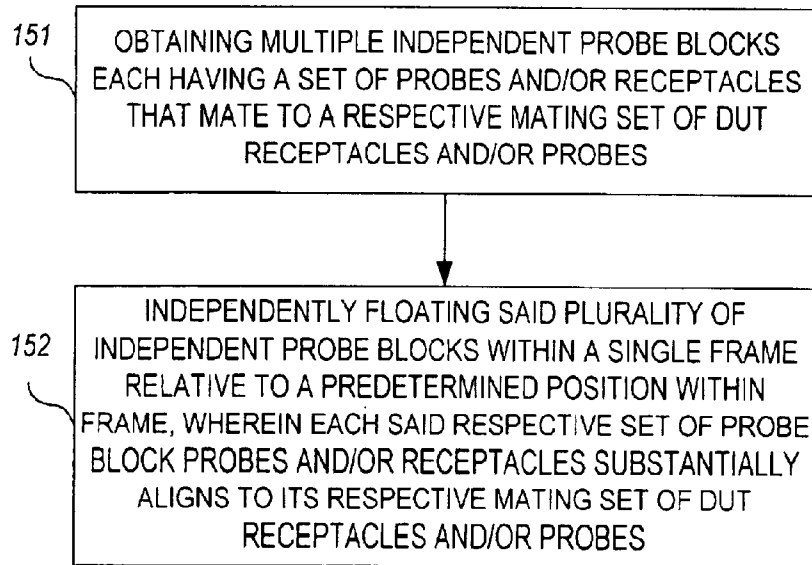 151
OBTAINING MULTIPLE INDEPENDENT PROBE BLOCKS
EACH HAVING A SET OF PROBES AND/OR RECEPTACLES
THAT MATE TO A RESPECTIVE MATING SET OF DUT
RECEPTACLES AND/OR PROBES
152
INDEPENDENTLY FLOATING SAID PLURALITY OF
INDEPENDENT PROBE BLOCKS WITHIN A SINGLE FRAME
RELATIVE TO A PREDETERMINED POSITION WITHIN
FRAME, WHEREIN EACH SAID RESPECTIVE SET OF PROBE
BLOCK PROBES AND/OR RECEPTACLES SUBSTANTIALLY
ALIGNS TO ITS RESPECTIVE MATING SET OF DUT
RECEPTACLES AND/OR PROBES